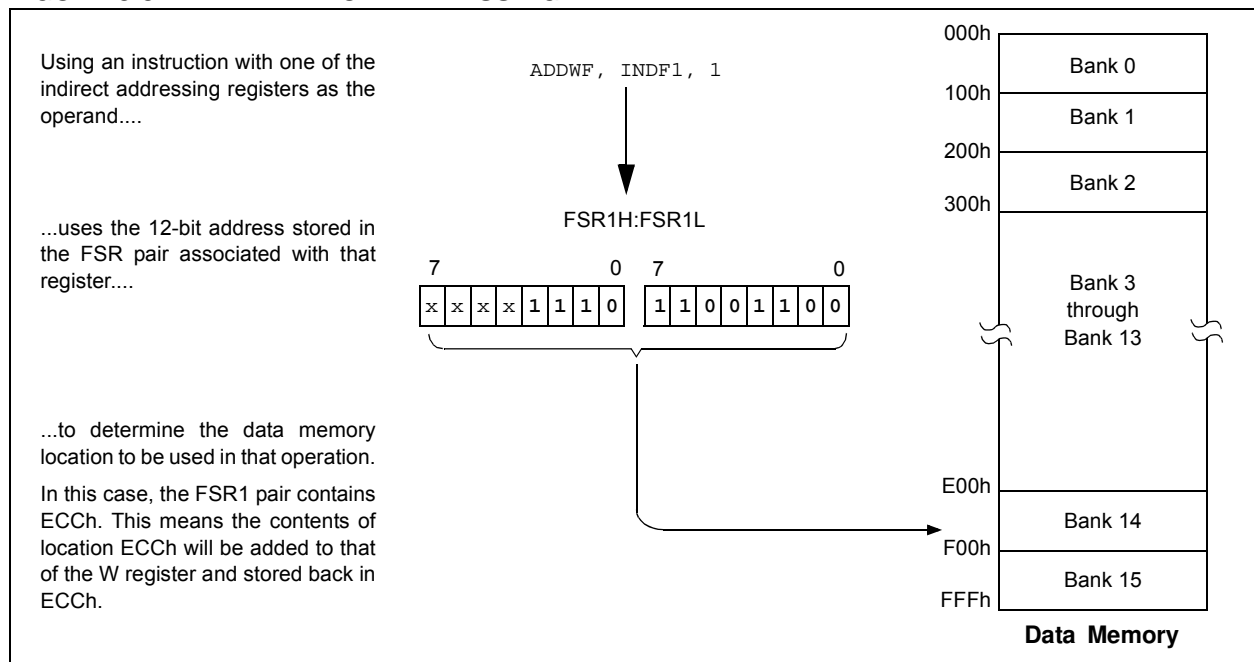 Using an instruction with one of the
indirect addressing registers as the
operand....
ADDWF, INDF1, 1
...uses the 12-bit address stored in
the FSR pair associated with that
register....
FSR1H:FSR1L
7 0 7 0
x x x x 1 1 1 0 1 1 0 0 1 1 0 0
...to determine the data memory
location to be used in that operation.
In this case, the FSR1 pair contains
ECCh. This means the contents of
location ECCh will be added to that
of the W register and stored back in
ECCh.
000h
Bank 0
100h
Bank 1
200h
Bank 2
300h
Bank 3
through
Bank 13
E00h
Bank 14
F00h
Bank 15
FFFh
Data Memory